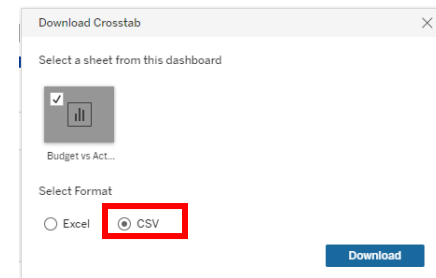 Download Crosstab
Select a sheet from this dashboard
Budget vs Act...
Select Format
Excel CSV
Download